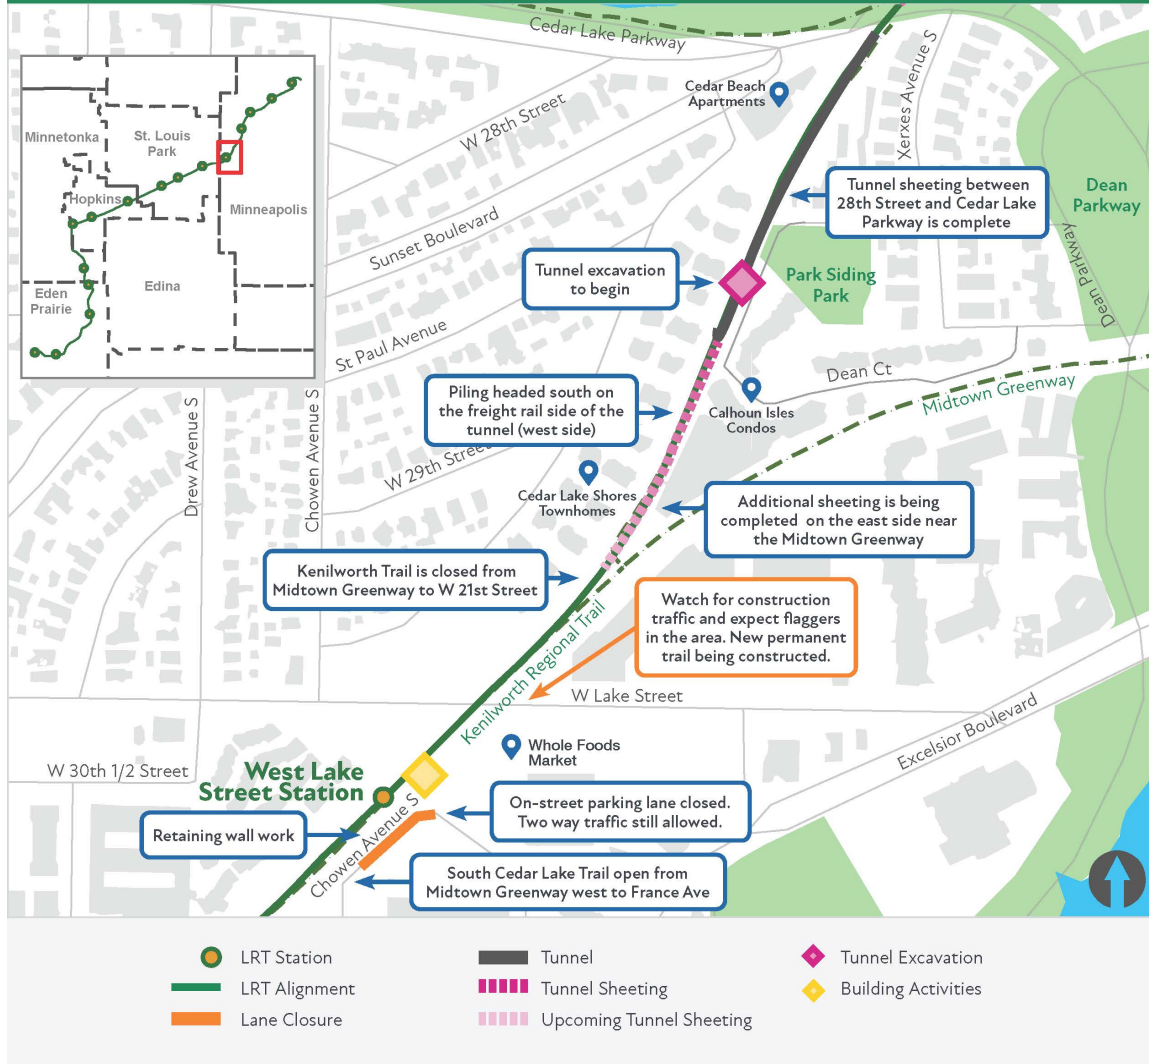 Cedar Lake Parkway
Xerxes Avenue S
Cedar Beach
Apartments
W 28th Street
Minnetonka
St. Louis
Park
Hopkins
Minneapolis
Edina
Eden
Prairie
Tunnel sheeting between
28th Street and Cedar Lake
Parkway is complete
Dean
Parkway
Dean Parkway
Sunset Boulevard
Tunnel excavation
to begin
Park Siding
Park
St Paul Avenue
Dean Ct
Midtown Greenway
Piling headed south on
the freight rail side of the
tunnel (west side)
Calhoun Isles
Condos
Drew Avenue S
Chowen Avenue S
W 29th Street
Cedar Lake Shores
Townhomes
Additional sheeting is being
completed on the east side near
the Midtown Greenway
Kenilworth Trail is closed from
Midtown Greenway to W 21st Street
Watch for construction
traffic and expect flaggers
in the area. New permanent
trail being constructed.
Kenilworth Regional Trail
W Lake Street
Excelsior Boulevard
Whole Foods
Market
W 30th 1/2 Street
West Lake
Street Station
On-street parking lane closed.
Two way traffic still allowed.
Retaining wall work
Chowen Avenue S
South Cedar Lake Trail open from
Midtown Greenway west to France Ave
LRT Station
LRT Alignment
Lane Closure
Tunnel
Tunnel Sheeting
Upcoming Tunnel Sheeting
Tunnel Excavation
Building Activities